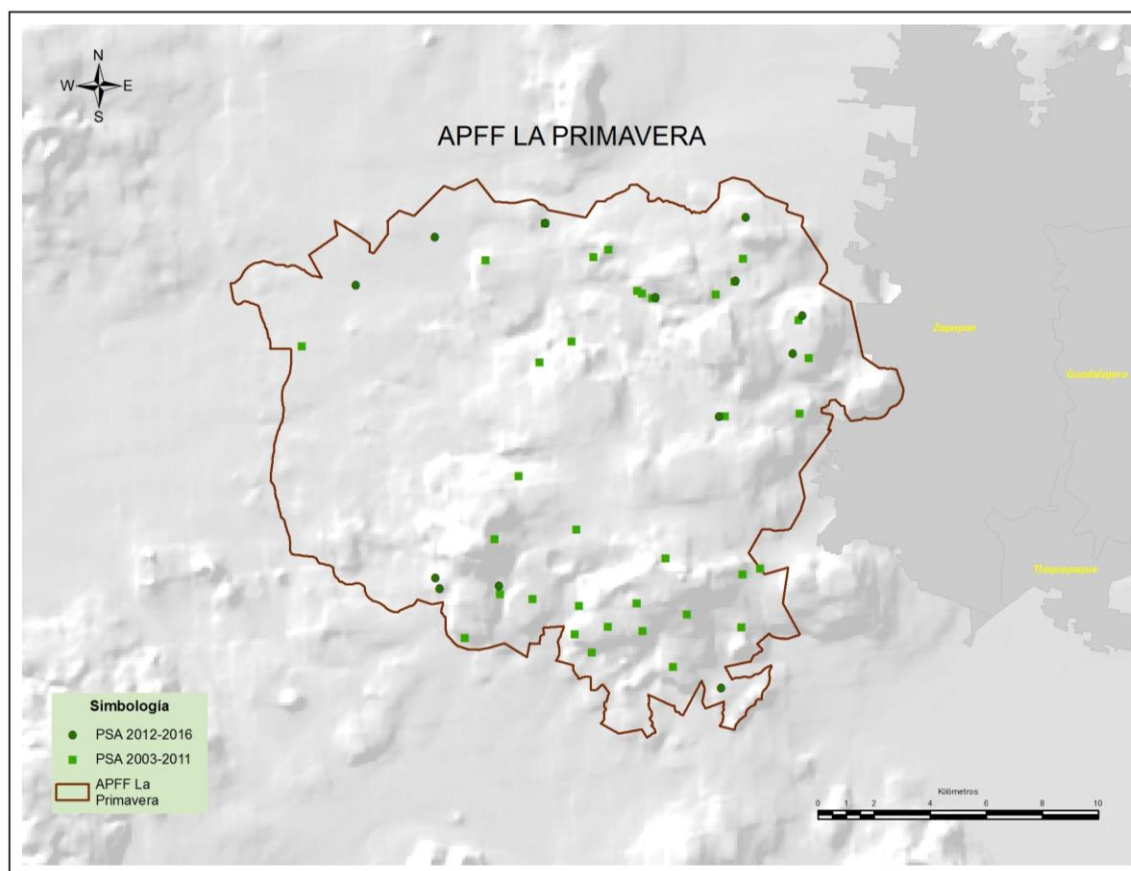 N
W E
S
APFF LA PRIMAVERA
Zapopan
Guadalajara
Tlaquepaque
Simbología
PSA 2012-2016
PSA 2003-2011
APFF La
Primavera
Kilómetros
0 1 2 4 6 8 10